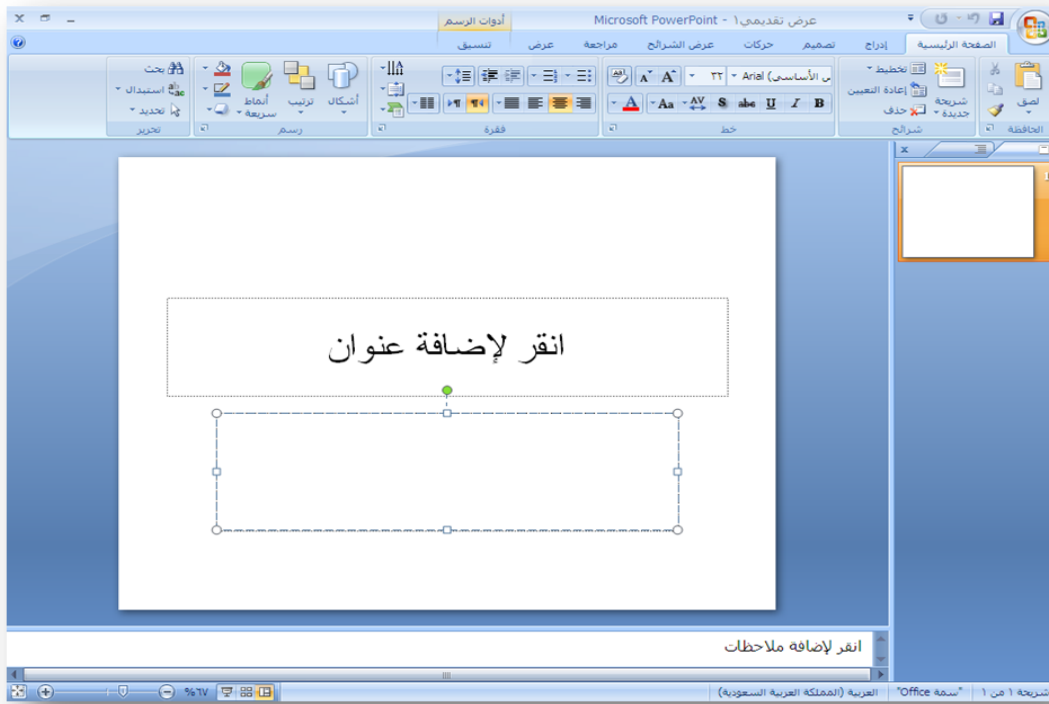 عرض تقديمي١ - Microsoft PowerPoint
أدوات الرسم
الصفحة الرئيسية إدراج تصميم حركات عرض الشرائح مراجعة عرض تنسيق
لصق
الحافظة
شريحة جديدة
تخطيط
إعادة التعيين
حذف
شرائح
Arial (الأساسي) ٣٢
B I U abe S AV Aa A
خط
فقرة
أشكال
ترتيب
أنماط سريعة
رسم
بحث
استبدال
تحديد
تحرير
انقر لإضافة عنوان
انقر لإضافة ملاحظات
شريحة ١ من ١ "سمة Office" العربية (المملكة العربية السعودية) ٦٧%